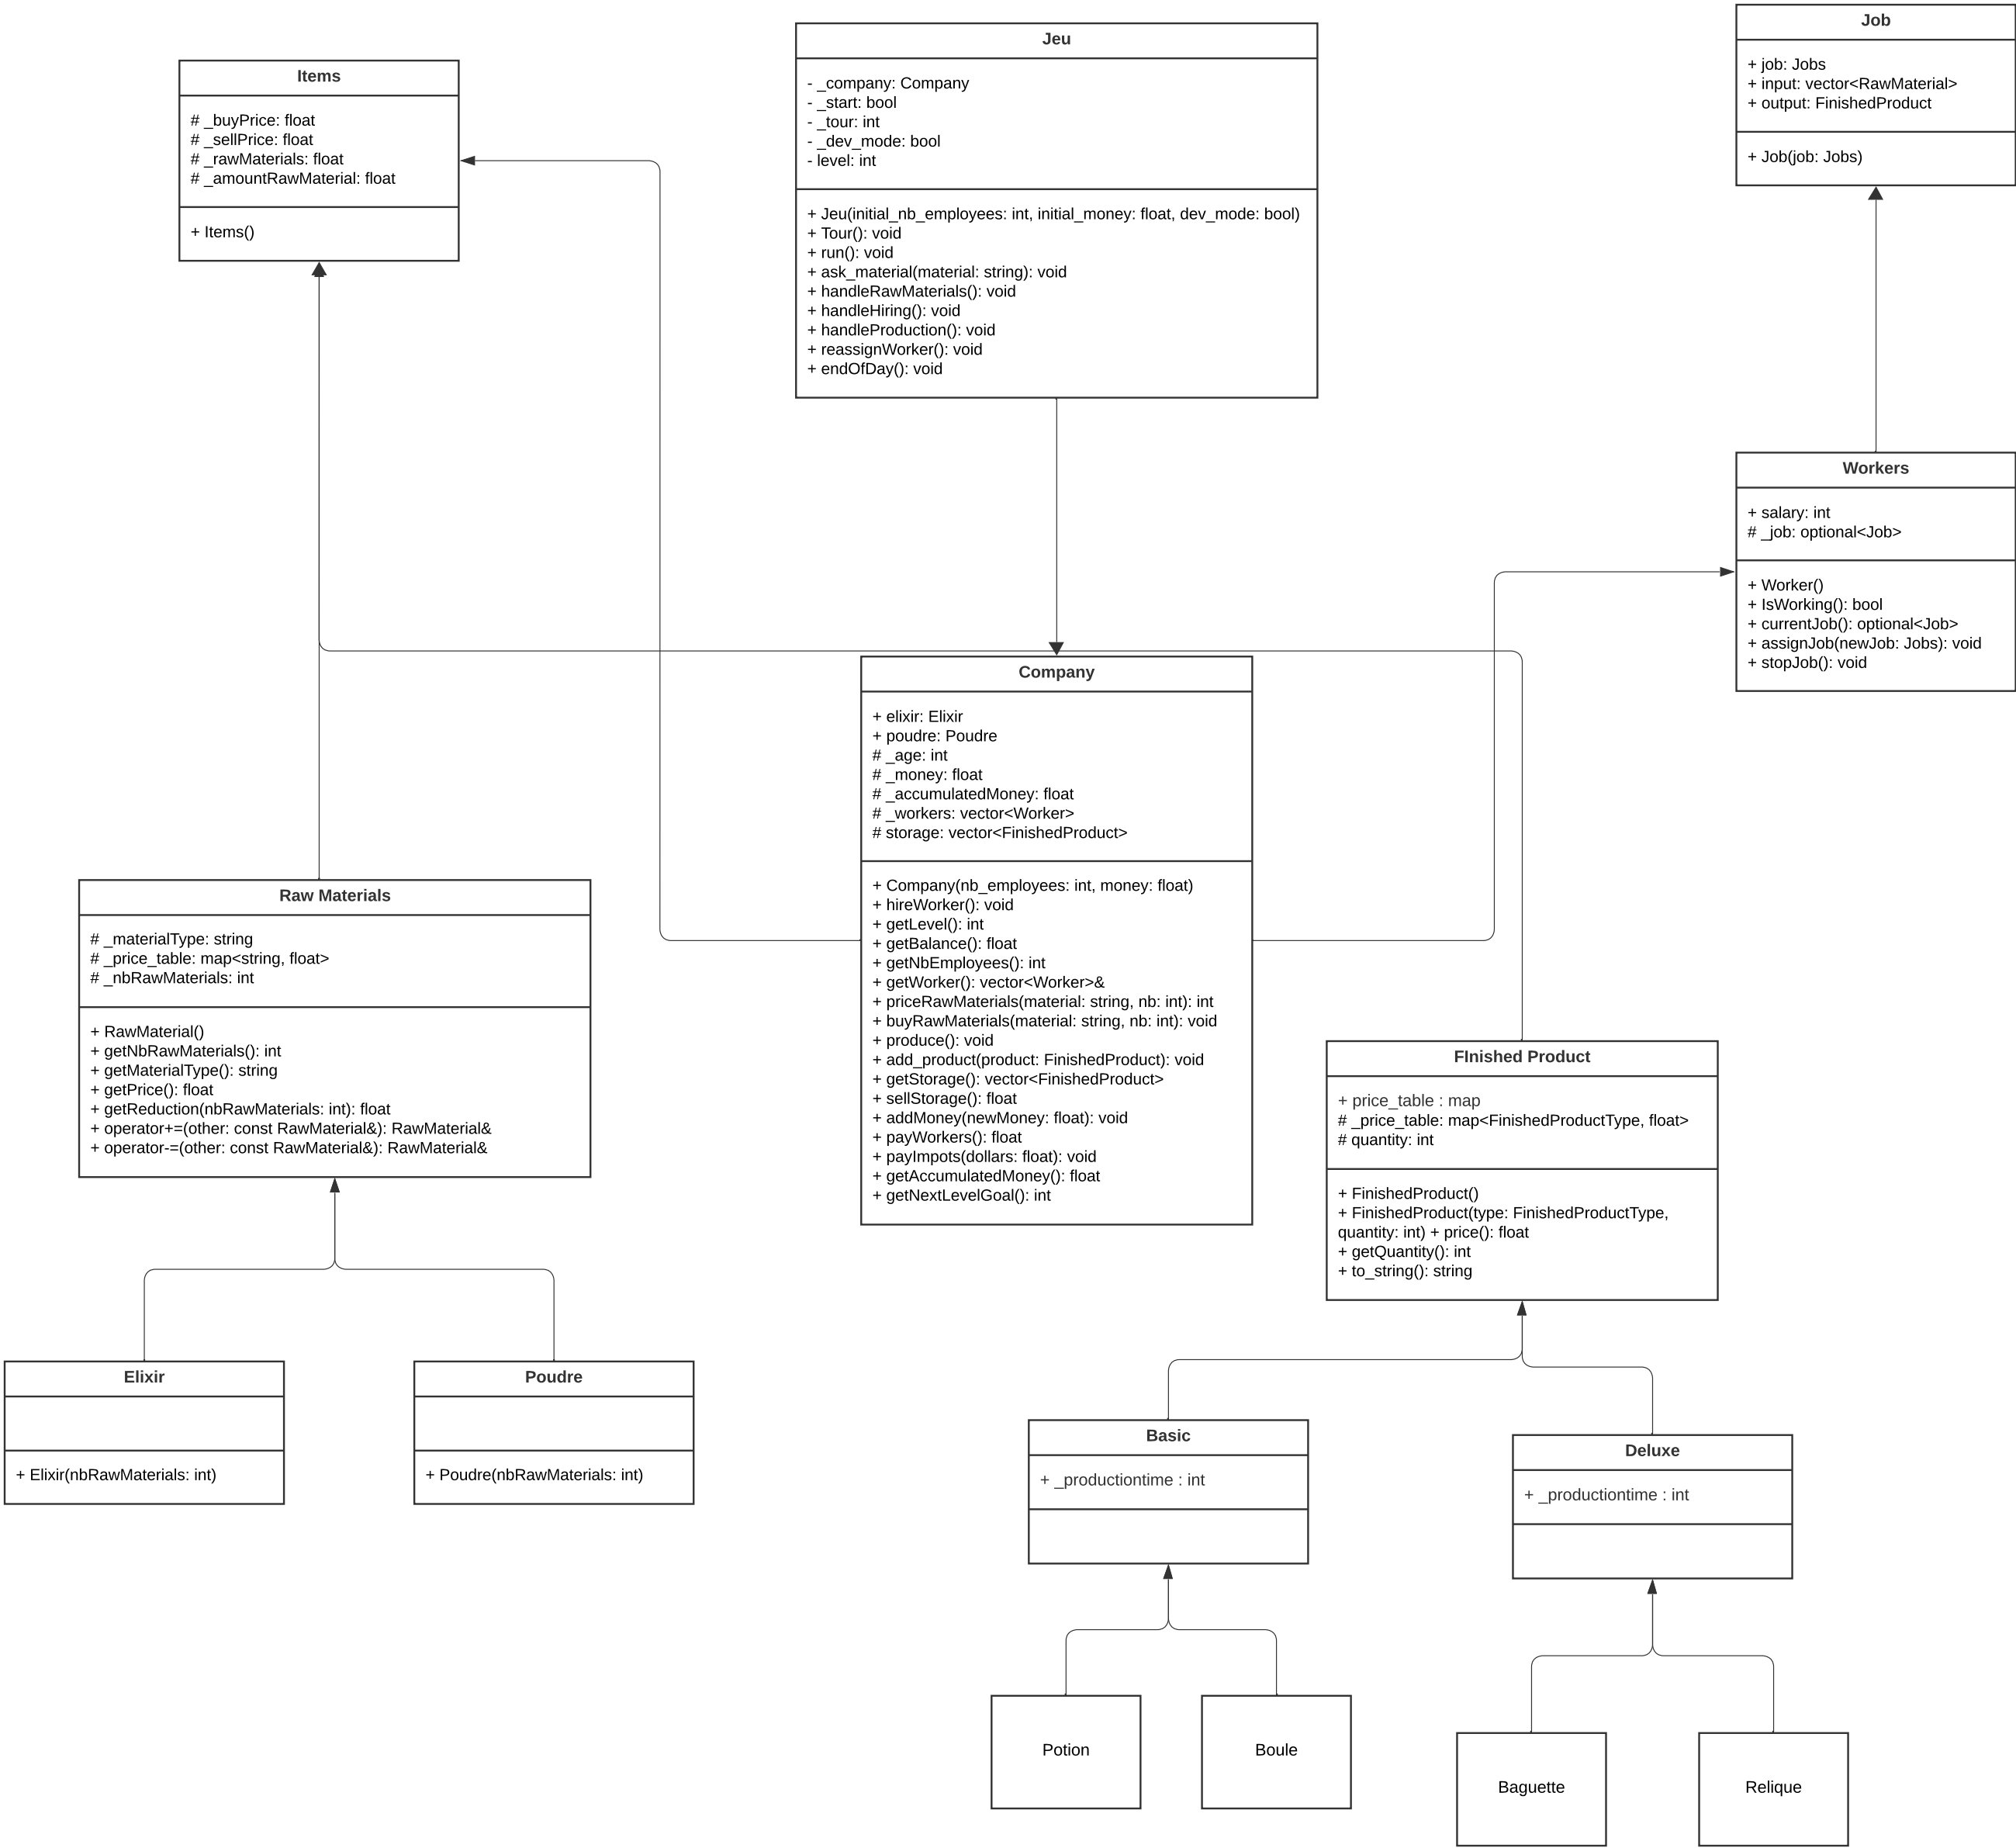 Items
# _buyPrice: float
# _sellPrice: float
# _rawMaterials: float
# _amountRawMaterial: float
+ Items()
Jeu
- _company: Company
- _start: bool
- _tour: int
- _dev_mode: bool
- level: int
+ Jeu(initial_nb_employees: int, initial_money: float, dev_mode: bool)
+ Tour(): void
+ run(): void
+ ask_material(material: string): void
+ handleRawMaterials(): void
+ handleHiring(): void
+ handleProduction(): void
+ reassignWorker(): void
+ endOfDay(): void
Job
+ job: Jobs
+ input: vector<RawMaterial>
+ output: FinishedProduct
+ Job(job: Jobs)
Workers
+ salary: int
# _job: optional<Job>
+ Worker()
+ IsWorking(): bool
+ currentJob(): optional<Job>
+ assignJob(newJob: Jobs): void
+ stopJob(): void
Company
+ elixir: Elixir
+ poudre: Poudre
# _age: int
# _money: float
# _accumulatedMoney: float
# _workers: vector<Worker>
# storage: vector<FinishedProduct>
+ Company(nb_employees: int, money: float)
+ hireWorker(): void
+ getLevel(): int
+ getBalance(): float
+ getNbEmployees(): int
+ getWorker(): vector<Worker>&
+ priceRawMaterials(material: string, nb: int): int
+ buyRawMaterials(material: string, nb: int): void
+ produce(): void
+ add_product(product: FinishedProduct): void
+ getStorage(): vector<FinishedProduct>
+ sellStorage(): float
+ addMoney(newMoney: float): void
+ payWorkers(): float
+ payImpots(dollars: float): void
+ getAccumulatedMoney(): float
+ getNextLevelGoal(): int
Raw Materials
# _materialType: string
# _price_table: map<string, float>
# _nbRawMaterials: int
+ RawMaterial()
+ getNbRawMaterials(): int
+ getMaterialType(): string
+ getPrice(): float
+ getReduction(nbRawMaterials: int): float
+ operator+=(other: const RawMaterial&): RawMaterial&
+ operator-=(other: const RawMaterial&): RawMaterial&
FInished Product
+ price_table : map
# _price_table: map<FinishedProductType, float>
# quantity: int
+ FinishedProduct()
+ FinishedProduct(type: FinishedProductType,
quantity: int) + price(): float
+ getQuantity(): int
+ to_string(): string
Elixir
+ Elixir(nbRawMaterials: int)
Poudre
+ Poudre(nbRawMaterials: int)
Basic
+ _productiontime : int
Deluxe
+ _productiontime : int
Potion
Boule
Baguette
Relique